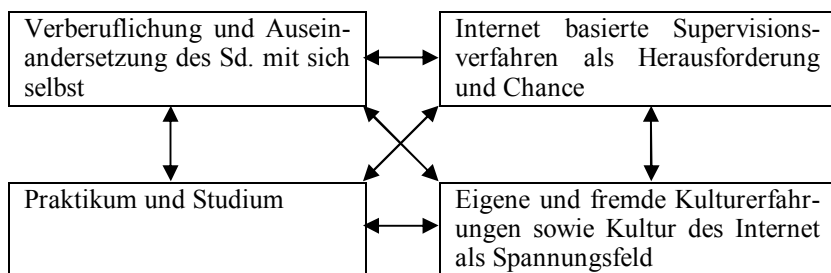 Verberuflichung und Ausein-
andersetzung des Sd. mit sich
selbst
Internet basierte Supervisions-
verfahren als Herausforderung
und Chance
Praktikum und Studium
Eigene und fremde Kulturerfahr-
ungen sowie Kultur des Internet
als Spannungsfeld